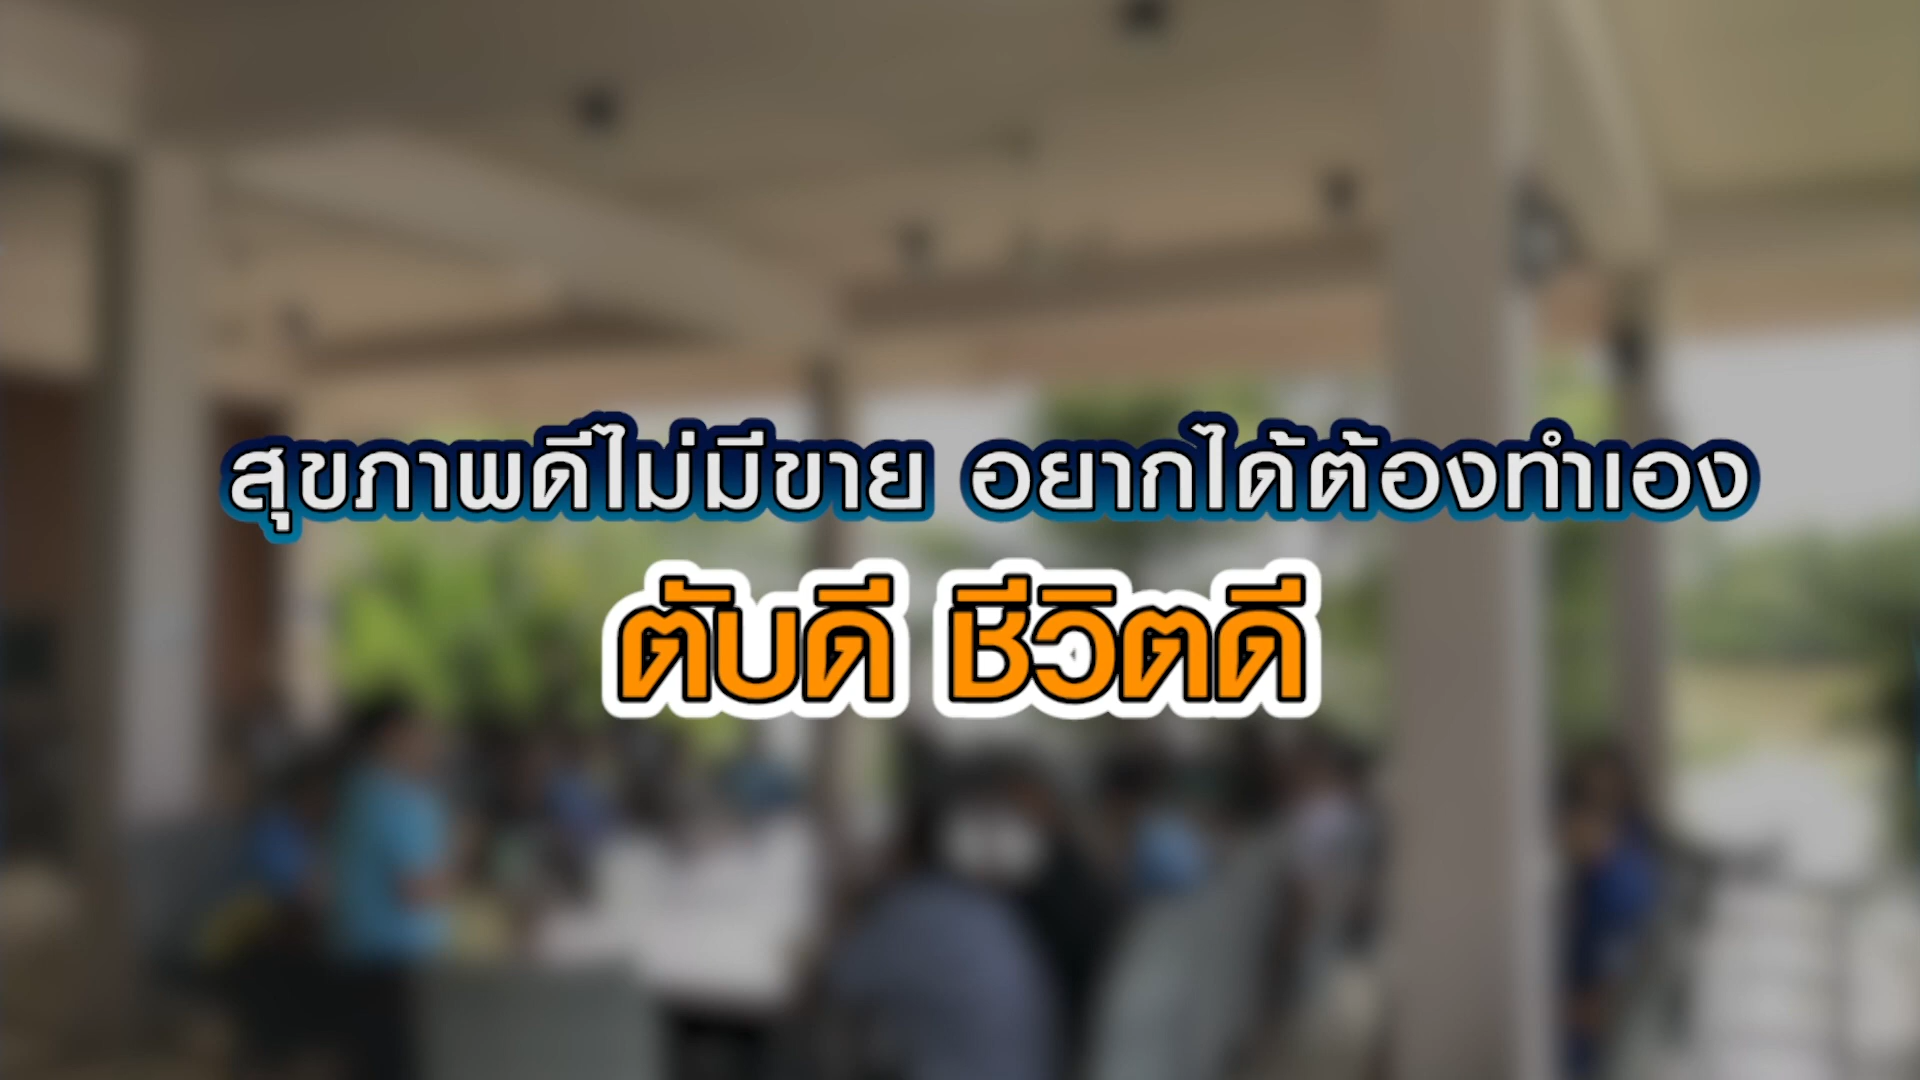 สุขภาพดีไม่มีขาย อยากได้ต้องทำเอง
ตับดี ชีวิตดี